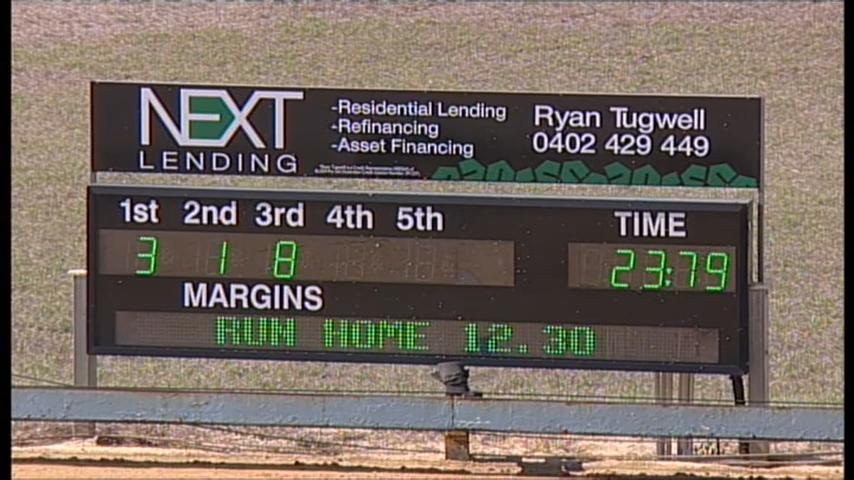 NEXT
LENDING
-Residential Lending
-Refinancing
-Asset Financing
Ryan Tugwell
0402 429 449
1st 2nd 3rd 4th 5th TIME
3 1 8 23:79
MARGINS
RUN HOME 12.30